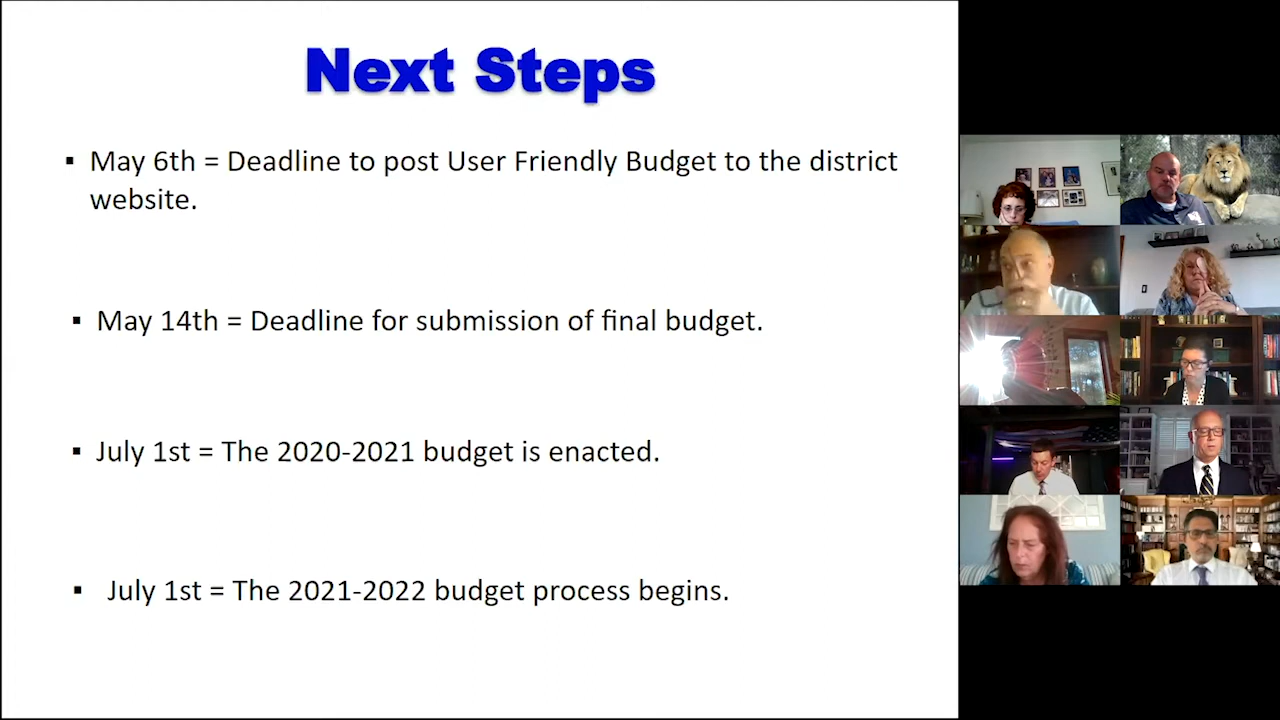 Next Steps
▪ May 6th = Deadline to post User Friendly Budget to the district
website.
▪ May 14th = Deadline for submission of final budget.
▪ July 1st = The 2020-2021 budget is enacted.
▪ July 1st = The 2021-2022 budget process begins.